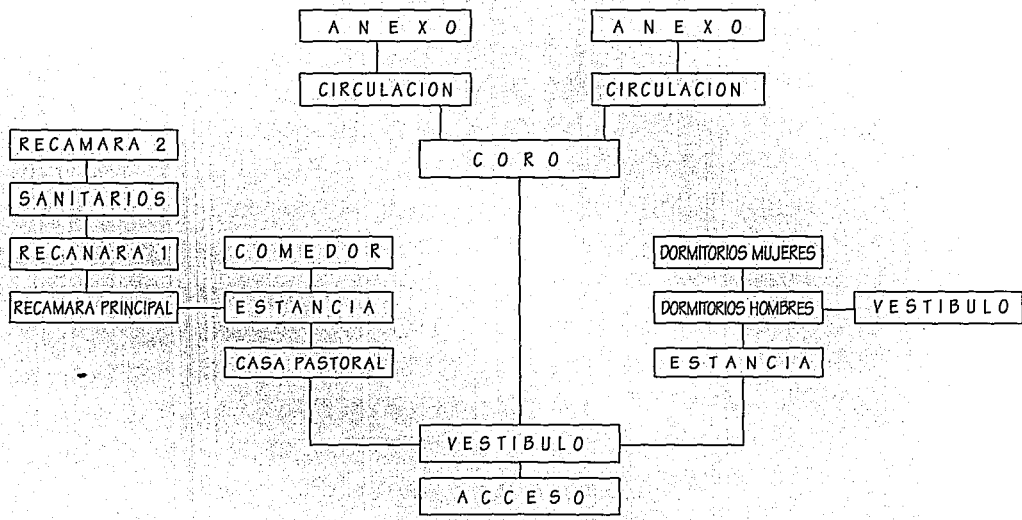 ANEXO
ANEXO
CIRCULACION
CIRCULACION
CORO
RECAMARA 2
SANITARIOS
RECANARA 1
RECAMARA PRINCIPAL
COMEDOR
ESTANCIA
CASA PASTORAL
DORMITORIOS MUJERES
DORMITORIOS HOMBRES
VESTIBULO
ESTANCIA
VESTIBULO
ACCESO